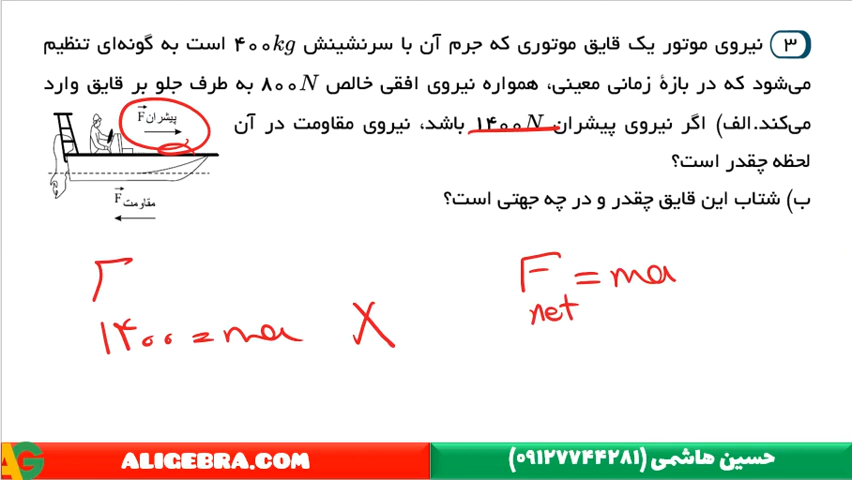 ۳ نیروی موتور یک قایق موتوری که جرم آن با سرنشینش ۴۰۰kg است به گونه‌ای تنظیم
می‌شود که در بازهٔ زمانی معینی، همواره نیروی افقی خالص ۸۰۰N به طرف جلو بر قایق وارد
می‌کند. الف) اگر نیروی پیشران ۱۴۰۰N باشد، نیروی مقاومت در آن
لحظه چقدر است؟
ب) شتاب این قایق چقدر و در چه جهتی است؟
F پیشران
F مقاومت
F net = ma
۱۴۰۰ = ma X
ALIGEBRA.COM
حسین هاشمی (۰۹۱۲۷۷۴۴۲۸۱)
AG